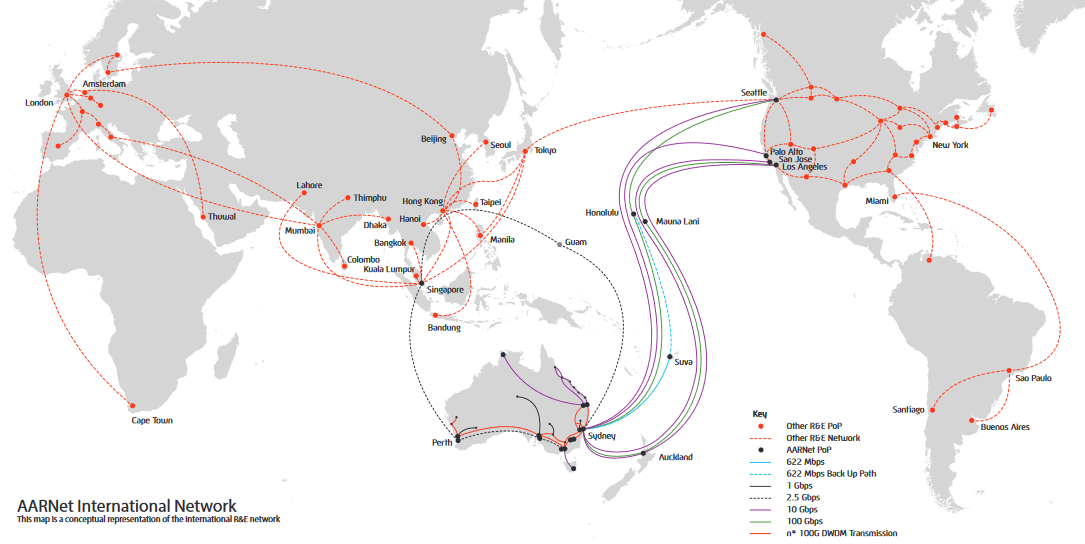 Amsterdam
London
Beijing
Seoul
Tokyo
Seattle
Palo Alto
San Jose
Los Angeles
New York
Miami
Lahore
Thimphu
Thuwal
Mumbai
Dhaka
Hong Kong
Taipei
Hanoi
Manila
Bangkok
Colombo
Kuala Lumpur
Singapore
Bandung
Guam
Honolulu
Mauna Lani
Suva
Cape Town
Perth
Sydney
Auckland
Sao Paulo
Santiago
Buenos Aires
Key
Other R&E PoP
Other R&E Network
AARNet PoP
622 Mbps
622 Mbps Back Up Path
1 Gbps
2.5 Gbps
10 Gbps
100 Gbps
n* 100G DWDM Transmission
AARNet International Network
This map is a conceptual representation of the international R&E network